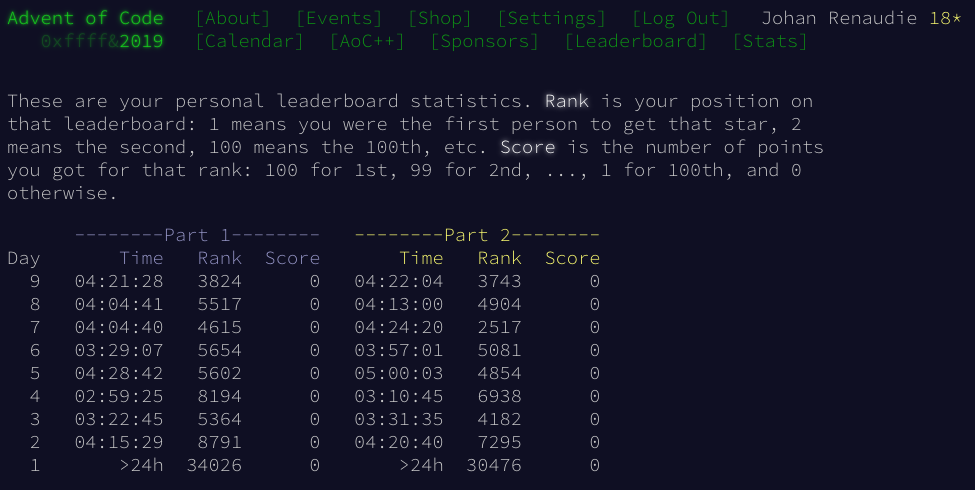 Advent of Code [About] [Events] [Shop] [Settings] [Log Out] Johan Renaudie 18*
0xffff&2019 [Calendar] [AoC++] [Sponsors] [Leaderboard] [Stats]
These are your personal leaderboard statistics. Rank is your position on
that leaderboard: 1 means you were the first person to get that star, 2
means the second, 100 means the 100th, etc. Score is the number of points
you got for that rank: 100 for 1st, 99 for 2nd, ..., 1 for 100th, and 0
otherwise.
--------Part 1-------- --------Part 2--------
Day Time Rank Score Time Rank Score
9 04:21:28 3824 0 04:22:04 3743 0
8 04:04:41 5517 0 04:13:00 4904 0
7 04:04:40 4615 0 04:24:20 2517 0
6 03:29:07 5654 0 03:57:01 5081 0
5 04:28:42 5602 0 05:00:03 4854 0
4 02:59:25 8194 0 03:10:45 6938 0
3 03:22:45 5364 0 03:31:35 4182 0
2 04:15:29 8791 0 04:20:40 7295 0
1 >24h 34026 0 >24h 30476 0